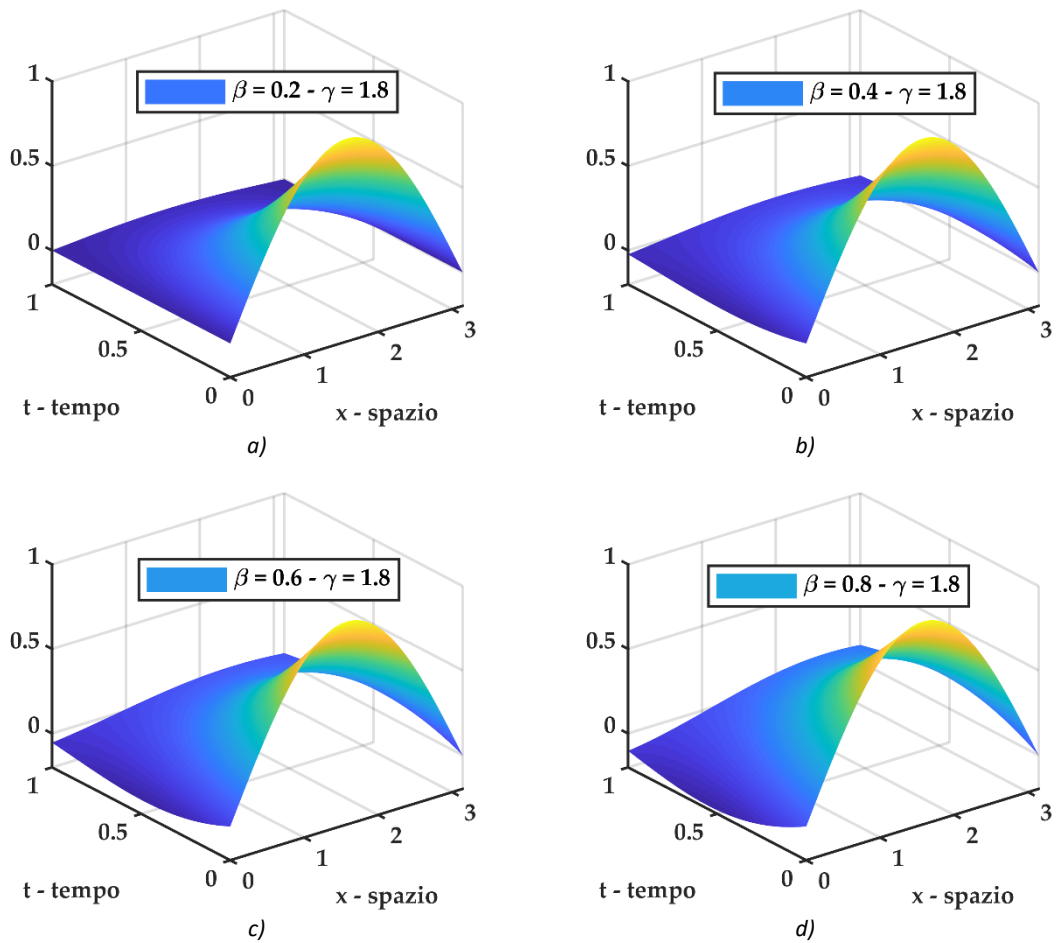 1
β = 0.2 - γ = 1.8
0.5
0
1
3
0.5
2
1
t - tempo
0
0
x - spazio
a)
1
β = 0.4 - γ = 1.8
0.5
0
1
3
0.5
2
1
t - tempo
0
0
x - spazio
b)
1
β = 0.6 - γ = 1.8
0.5
0
1
3
0.5
2
1
t - tempo
0
0
x - spazio
c)
1
β = 0.8 - γ = 1.8
0.5
0
1
3
0.5
2
1
t - tempo
0
0
x - spazio
d)